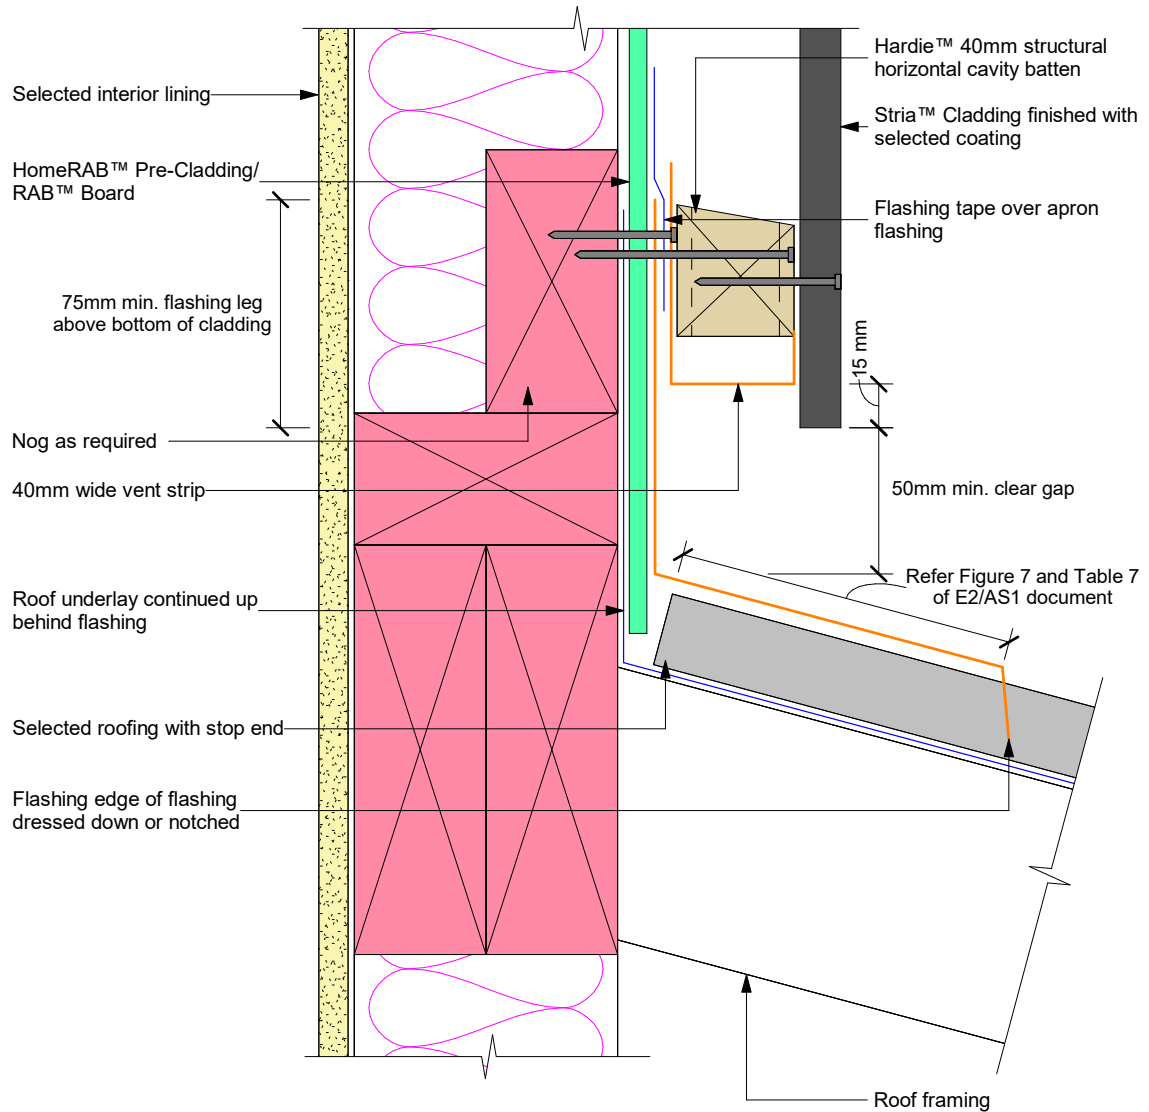 Hardie™ 40mm structural
horizontal cavity batten
Selected interior lining
Stria™ Cladding finished with
selected coating
HomeRAB™ Pre-Cladding/
RAB™ Board
Flashing tape over apron
flashing
75mm min. flashing leg
above bottom of cladding
15 mm
Nog as required
40mm wide vent strip
50mm min. clear gap
Refer Figure 7 and Table 7
of E2/AS1 document
Roof underlay continued up
behind flashing
Selected roofing with stop end
Flashing edge of flashing
dressed down or notched
Roof framing